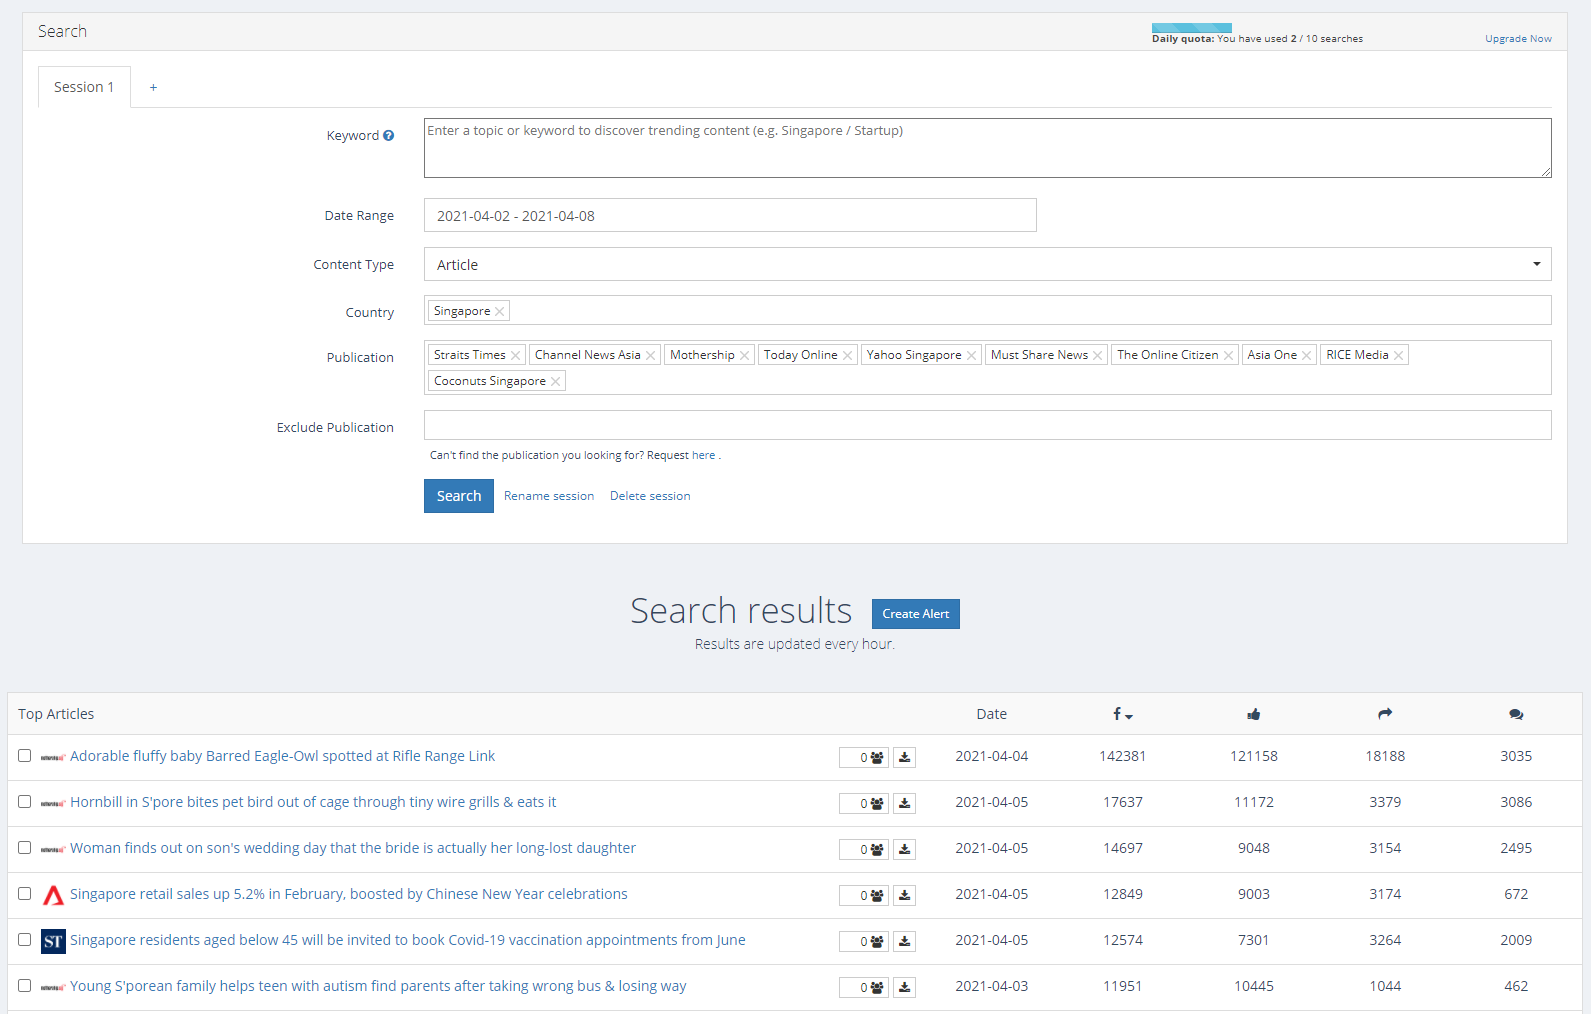 Search
Daily quota: You have used 2 / 10 searches
Upgrade Now
Session 1
+
Keyword
Enter a topic or keyword to discover trending content (e.g. Singapore / Startup)
Date Range
2021-04-02 - 2021-04-08
Content Type
Article
Country
Singapore
Publication
Straits Times Channel News Asia Mothership Today Online Yahoo Singapore Must Share News The Online Citizen Asia One RICE Media
Coconuts Singapore
Exclude Publication
Can't find the publication you looking for? Request here .
Search Rename session Delete session
Search results Create Alert
Results are updated every hour.
Top Articles Date
Adorable fluffy baby Barred Eagle-Owl spotted at Rifle Range Link 0 2021-04-04 142381 121158 18188 3035
Hornbill in S'pore bites pet bird out of cage through tiny wire grills & eats it 0 2021-04-05 17637 11172 3379 3086
Woman finds out on son's wedding day that the bride is actually her long-lost daughter 0 2021-04-05 14697 9048 3154 2495
Singapore retail sales up 5.2% in February, boosted by Chinese New Year celebrations 0 2021-04-05 12849 9003 3174 672
ST Singapore residents aged below 45 will be invited to book Covid-19 vaccination appointments from June 0 2021-04-05 12574 7301 3264 2009
Young S'porean family helps teen with autism find parents after taking wrong bus & losing way 0 2021-04-03 11951 10445 1044 462